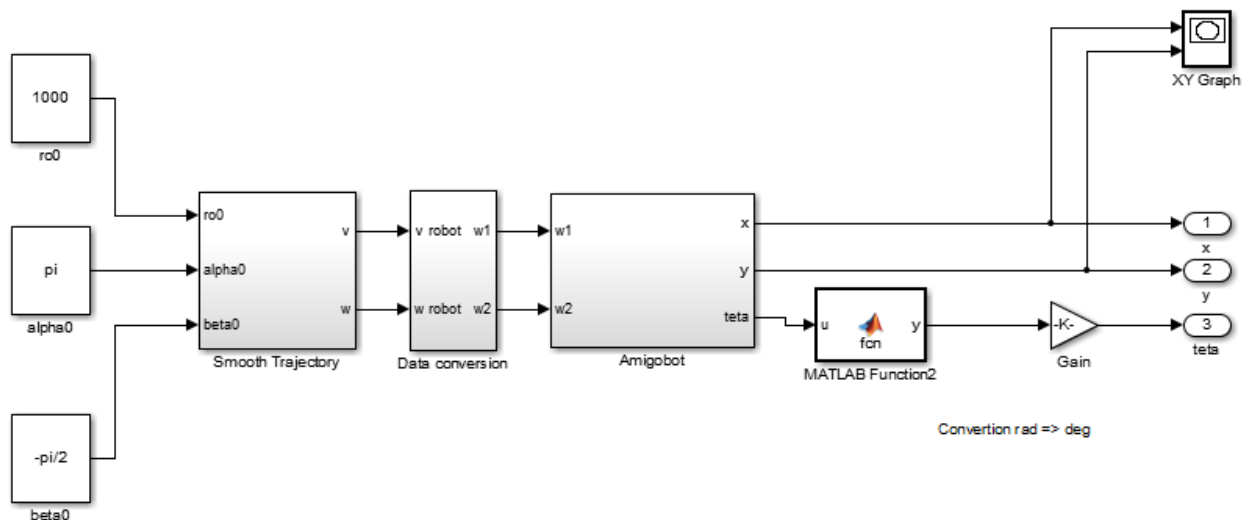 1000
ro0
pi
alpha0
-pi/2
beta0
ro0
alpha0
beta0
v
w
Smooth Trajectory
v robot w1
w robot w2
Data conversion
w1
w2
x
y
teta
Amigobot
u
fcn
y
MATLAB Function2
-K-
Gain
XY Graph
1
x
2
y
3
teta
Convertion rad => deg